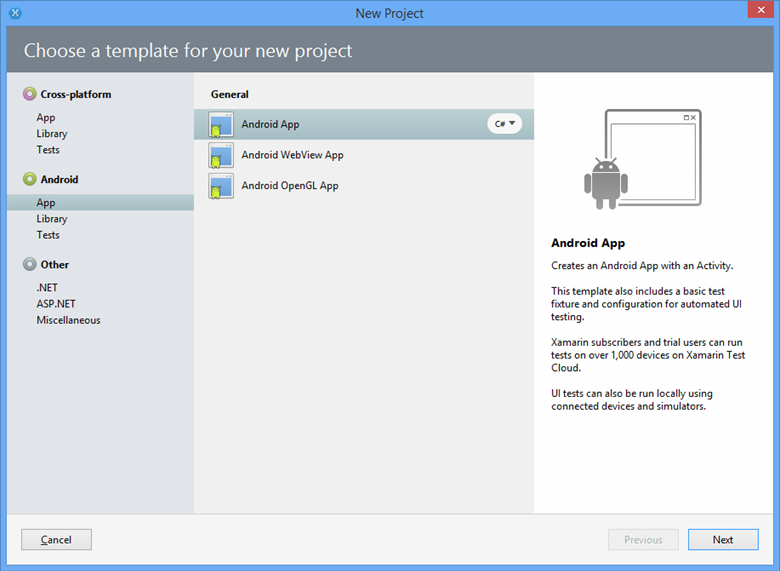 New Project
Choose a template for your new project
Cross-platform
App
Library
Tests
Android
App
Library
Tests
Other
.NET
ASP.NET
Miscellaneous
General
Android App
C#
Android WebView App
Android OpenGL App
Android App
Creates an Android App with an Activity.
This template also includes a basic test
fixture and configuration for automated UI
testing.
Xamarin subscribers and trial users can run
tests on over 1,000 devices on Xamarin Test
Cloud.
UI tests can also be run locally using
connected devices and simulators.
Cancel
Previous
Next